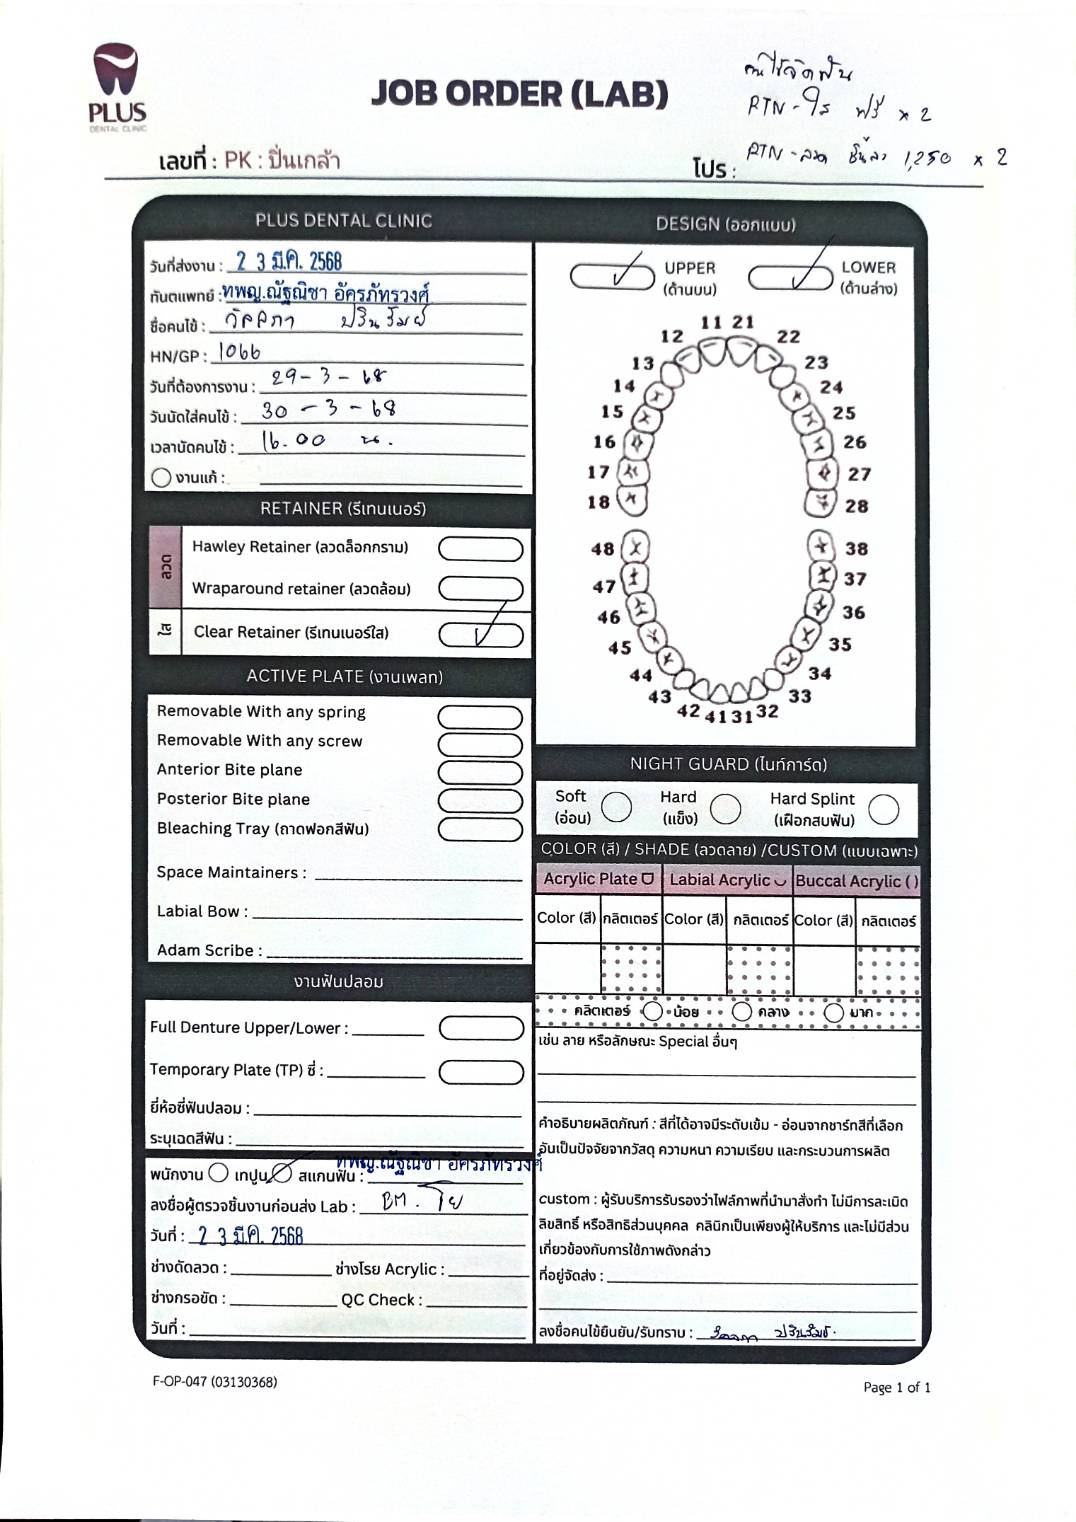 PLUS
DENTAL CLINIC
JOB ORDER (LAB)
คนไข้จัดฟัน
RTN-ใส ฟรี x 2
RTN-ลวด ชิ้นละ 1,250 x 2
เลขที่ : PK : ปิ่นเกล้า
โปร :
PLUS DENTAL CLINIC
วันที่ส่งงาน : 2 3 มี.ค. 2568
ทันตแพทย์ : ทพญ.ณัฐณิชา อัครภัทรวงศ์
ชื่อคนไข้ :
HN/GP : 1066
วันที่ต้องการงาน : 29-3-68
วันนัดใส่คนไข้ : 30-3-68
เวลานัดคนไข้ : 16.00 น.
งานแก้ :
RETAINER (รีเทนเนอร์)
ลวด
Hawley Retainer (ลวดล็อกกราม)
Wraparound retainer (ลวดล้อม)
ใส
Clear Retainer (รีเทนเนอร์ใส)
ACTIVE PLATE (งานเพลท)
Removable With any spring
Removable With any screw
Anterior Bite plane
Posterior Bite plane
Bleaching Tray (ถาดฟอกสีฟัน)
Space Maintainers :
Labial Bow :
Adam Scribe :
งานฟันปลอม
Full Denture Upper/Lower :
Temporary Plate (TP) ซี่ :
ยี่ห้อซี่ฟันปลอม :
ระบุเฉดสีฟัน :
พนักงาน เทปูน สแกนฟัน : ทพญ.ณัฐณิชา อัครภัทรวงศ์
ลงชื่อผู้ตรวจชิ้นงานก่อนส่ง Lab : BM.
วันที่ : 2 3 มี.ค. 2568
ช่างดัดลวด : ช่างโรย Acrylic :
ช่างกรอขัด : QC Check :
วันที่ :
DESIGN (ออกแบบ)
UPPER (ด้านบน)
LOWER (ด้านล่าง)
11 21
12 22
13 23
14 24
15 25
16 26
17 27
18 28
48 38
47 37
46 36
45 35
44 34
43 33
42 41 31 32
NIGHT GUARD (ไนท์การ์ด)
Soft (อ่อน)
Hard (แข็ง)
Hard Splint (เฝือกสบฟัน)
COLOR (สี) / SHADE (ลวดลาย) /CUSTOM (แบบเฉพาะ)
Acrylic Plate Labial Acrylic Buccal Acrylic ( )
Color (สี) กลิตเตอร์ Color (สี) กลิตเตอร์ Color (สี) กลิตเตอร์
กลิตเตอร์ น้อย กลาง มาก
เช่น ลาย หรือลักษณะ Special อื่นๆ
คำอธิบายผลิตภัณฑ์ : สีที่ได้อาจมีระดับเข้ม - อ่อนจากชาร์ทสีที่เลือก
อันเป็นปัจจัยจากวัสดุ ความหนา ความเรียบ และกระบวนการผลิต
custom : ผู้รับบริการรับรองว่าไฟล์ภาพที่นำมาสั่งทำ ไม่มีการละเมิด
ลิขสิทธิ์ หรือสิทธิส่วนบุคคล คลินิกเป็นเพียงผู้ให้บริการ และไม่มีส่วน
เกี่ยวข้องกับการใช้ภาพดังกล่าว
ที่อยู่จัดส่ง :
ลงชื่อคนไข้ยืนยัน/รับทราบ :
F-OP-047 (03130368)
Page 1 of 1